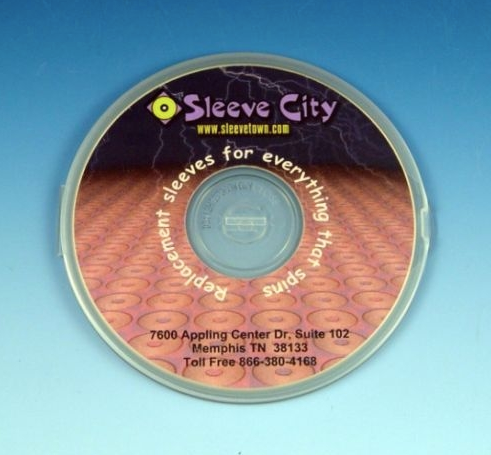 Sleeve City
www.sleevetown.com
Replacement sleeves for everything that spins
7600 Appling Center Dr, Suite 102
Memphis TN 38133
Toll Free 866-380-4168